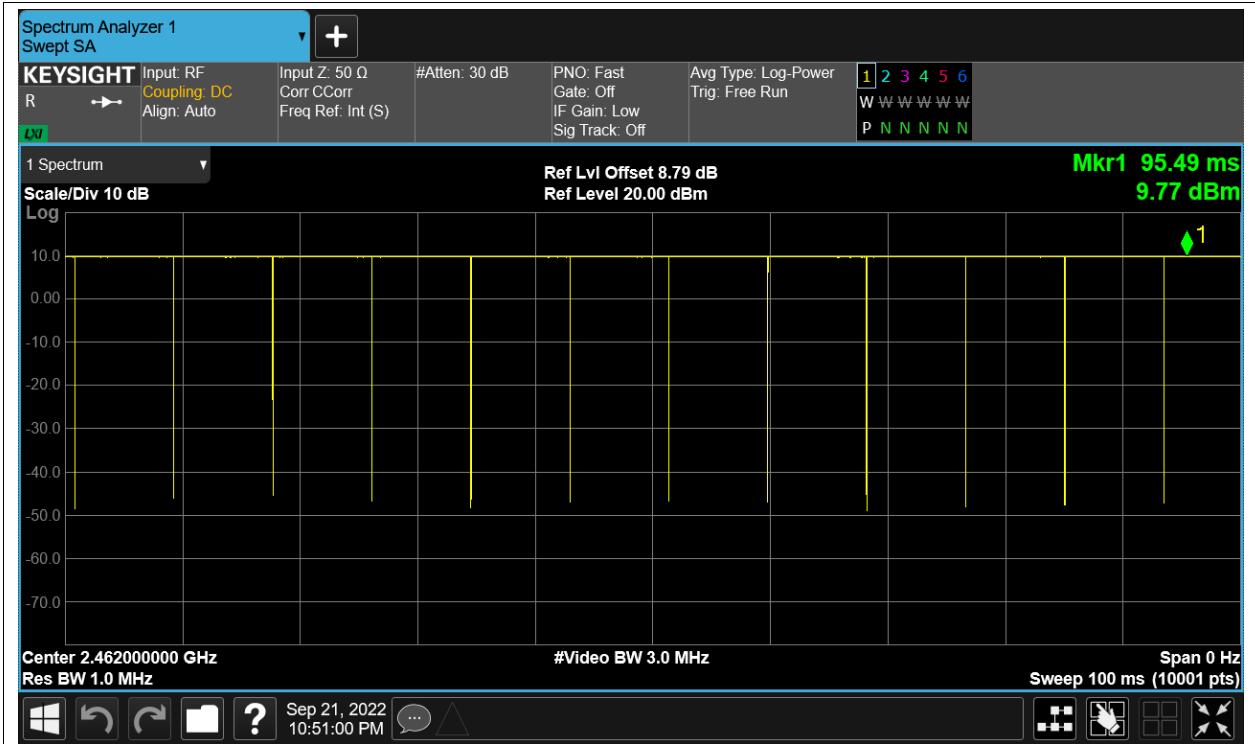 Spectrum Analyzer 1
Swept SA
KEYSIGHT
R
LXI
Input: RF
Coupling: DC
Align: Auto
Input Z: 50 Ω
Corr CCorr
Freq Ref: Int (S)
#Atten: 30 dB
PNO: Fast
Gate: Off
IF Gain: Low
Sig Track: Off
Avg Type: Log-Power
Trig: Free Run
1 2 3 4 5 6
W W W W W W
P N N N N N
1 Spectrum
Scale/Div 10 dB
Ref Lvl Offset 8.79 dB
Ref Level 20.00 dBm
Mkr1 95.49 ms
9.77 dBm
Log
1
10.0
0.00
-10.0
-20.0
-30.0
-40.0
-50.0
-60.0
-70.0
Center 2.462000000 GHz
Res BW 1.0 MHz
#Video BW 3.0 MHz
Span 0 Hz
Sweep 100 ms (10001 pts)
?
Sep 21, 2022
10:51:00 PM